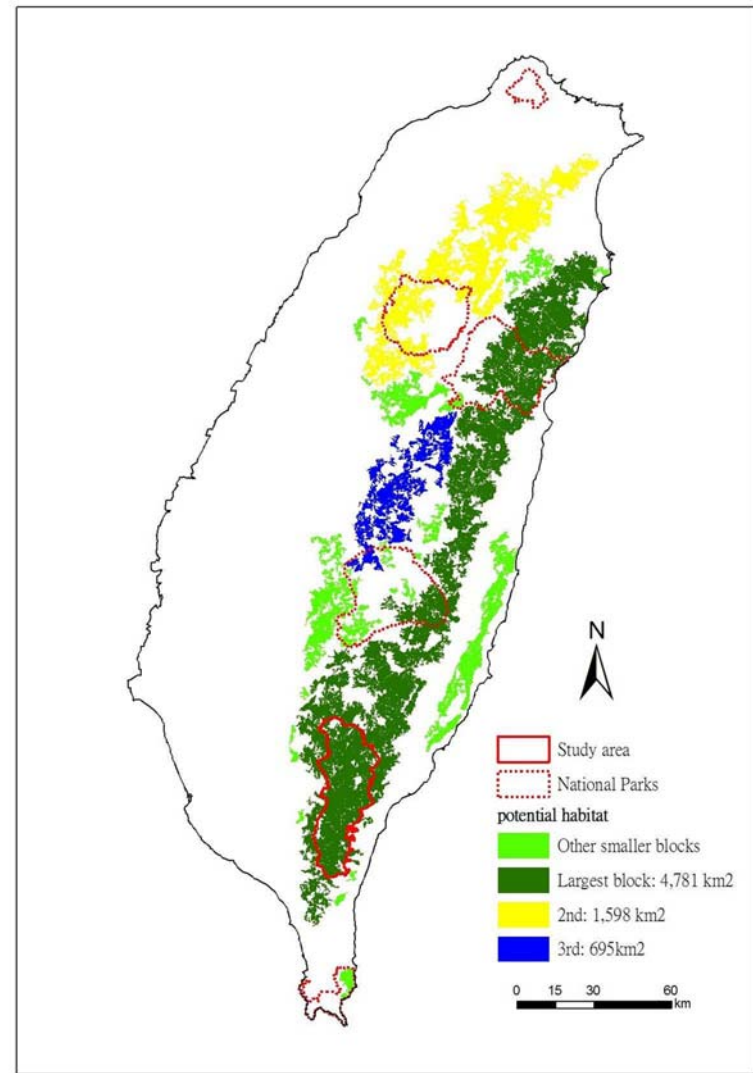 N
Study area
National Parks
potential habitat
Other smaller blocks
Largest block: 4,781 km2
2nd: 1,598 km2
3rd: 695km2
0 15 30 60
km